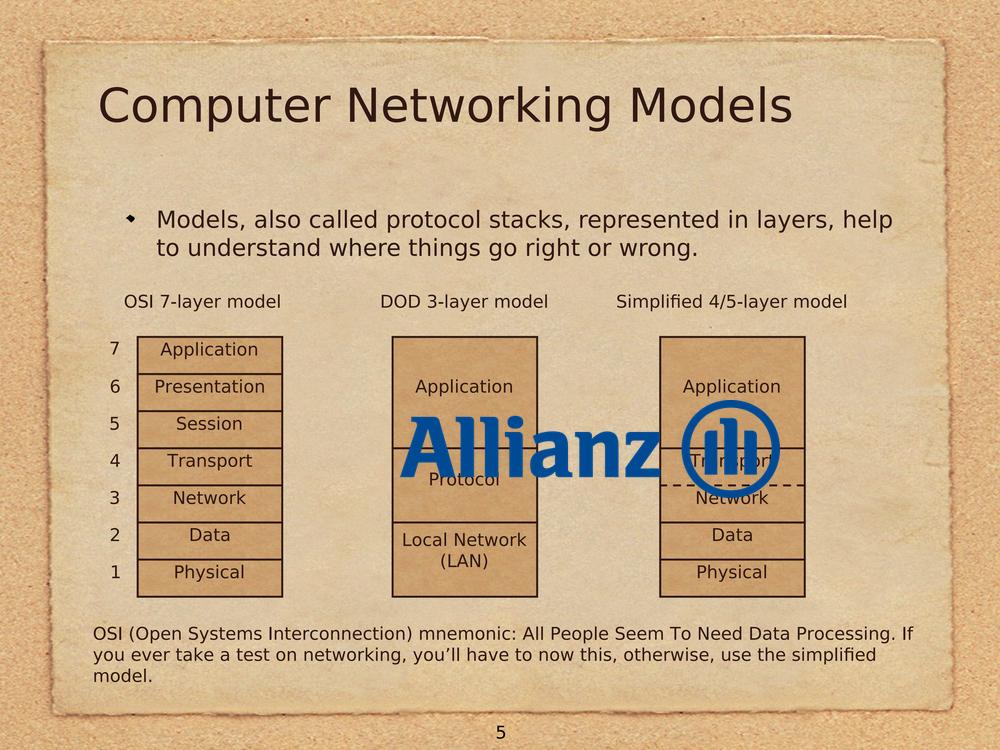 Computer Networking Models
Models, also called protocol stacks, represented in layers, help
to understand where things go right or wrong.
OSI 7-layer model
DOD 3-layer model
Simplified 4/5-layer model
7
Application
6
Presentation
5
Session
4
Transport
3
Network
2
Data
1
Physical
Application
Protocol
Local Network
(LAN)
Application
Transport
Network
Data
Physical
Allianz
OSI (Open Systems Interconnection) mnemonic: All People Seem To Need Data Processing. If
you ever take a test on networking, you’ll have to now this, otherwise, use the simplified
model.
5